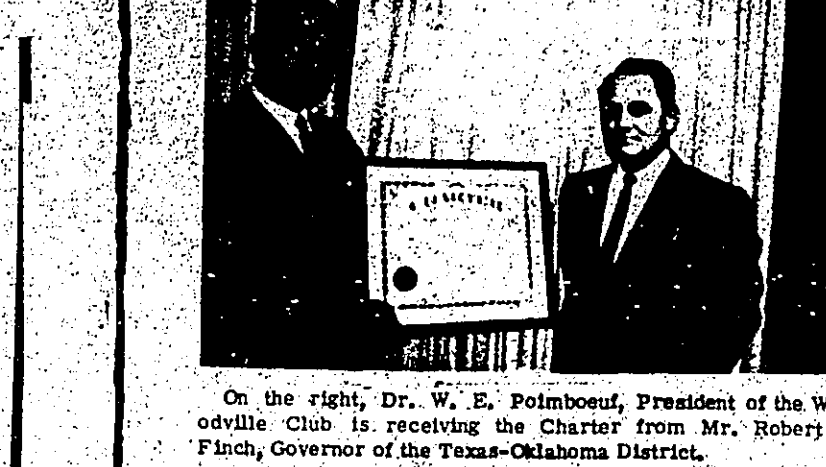 On the right, Dr. W. E. Poimboeuf, President of the W
odville Club is receiving the Charter from Mr. Robert
Finch, Governor of the Texas-Oklahoma District.